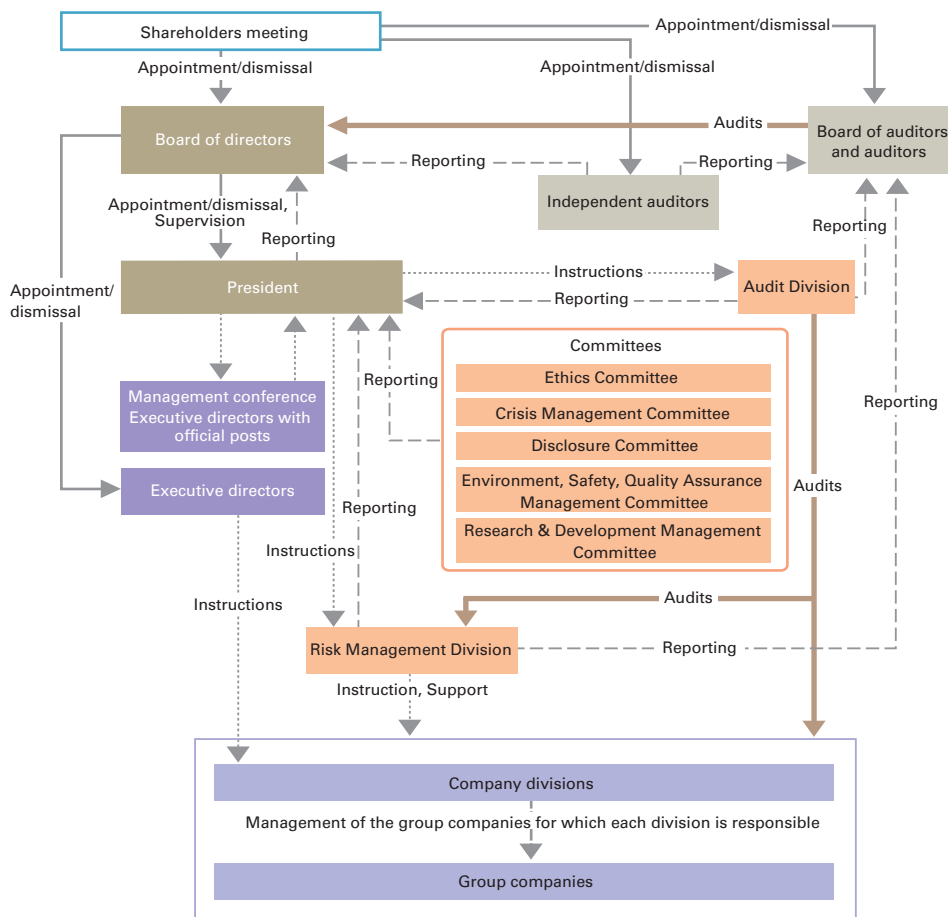 Shareholders meeting
Appointment/dismissal
Appointment/dismissal
Appointment/dismissal
Board of directors
Audits
Board of auditors
and auditors
Reporting
Reporting
Independent auditors
Appointment/dismissal,
Supervision
Reporting
Reporting
President
Instructions
Reporting
Audit Division
Appointment/
dismissal
Committees
Ethics Committee
Crisis Management Committee
Disclosure Committee
Environment, Safety, Quality Assurance
Management Committee
Research & Development Management
Committee
Reporting
Management conference
Executive directors with
official posts
Reporting
Executive directors
Reporting
Audits
Instructions
Instructions
Audits
Risk Management Division
Reporting
Instruction, Support
Company divisions
Management of the group companies for which each division is responsible
Group companies